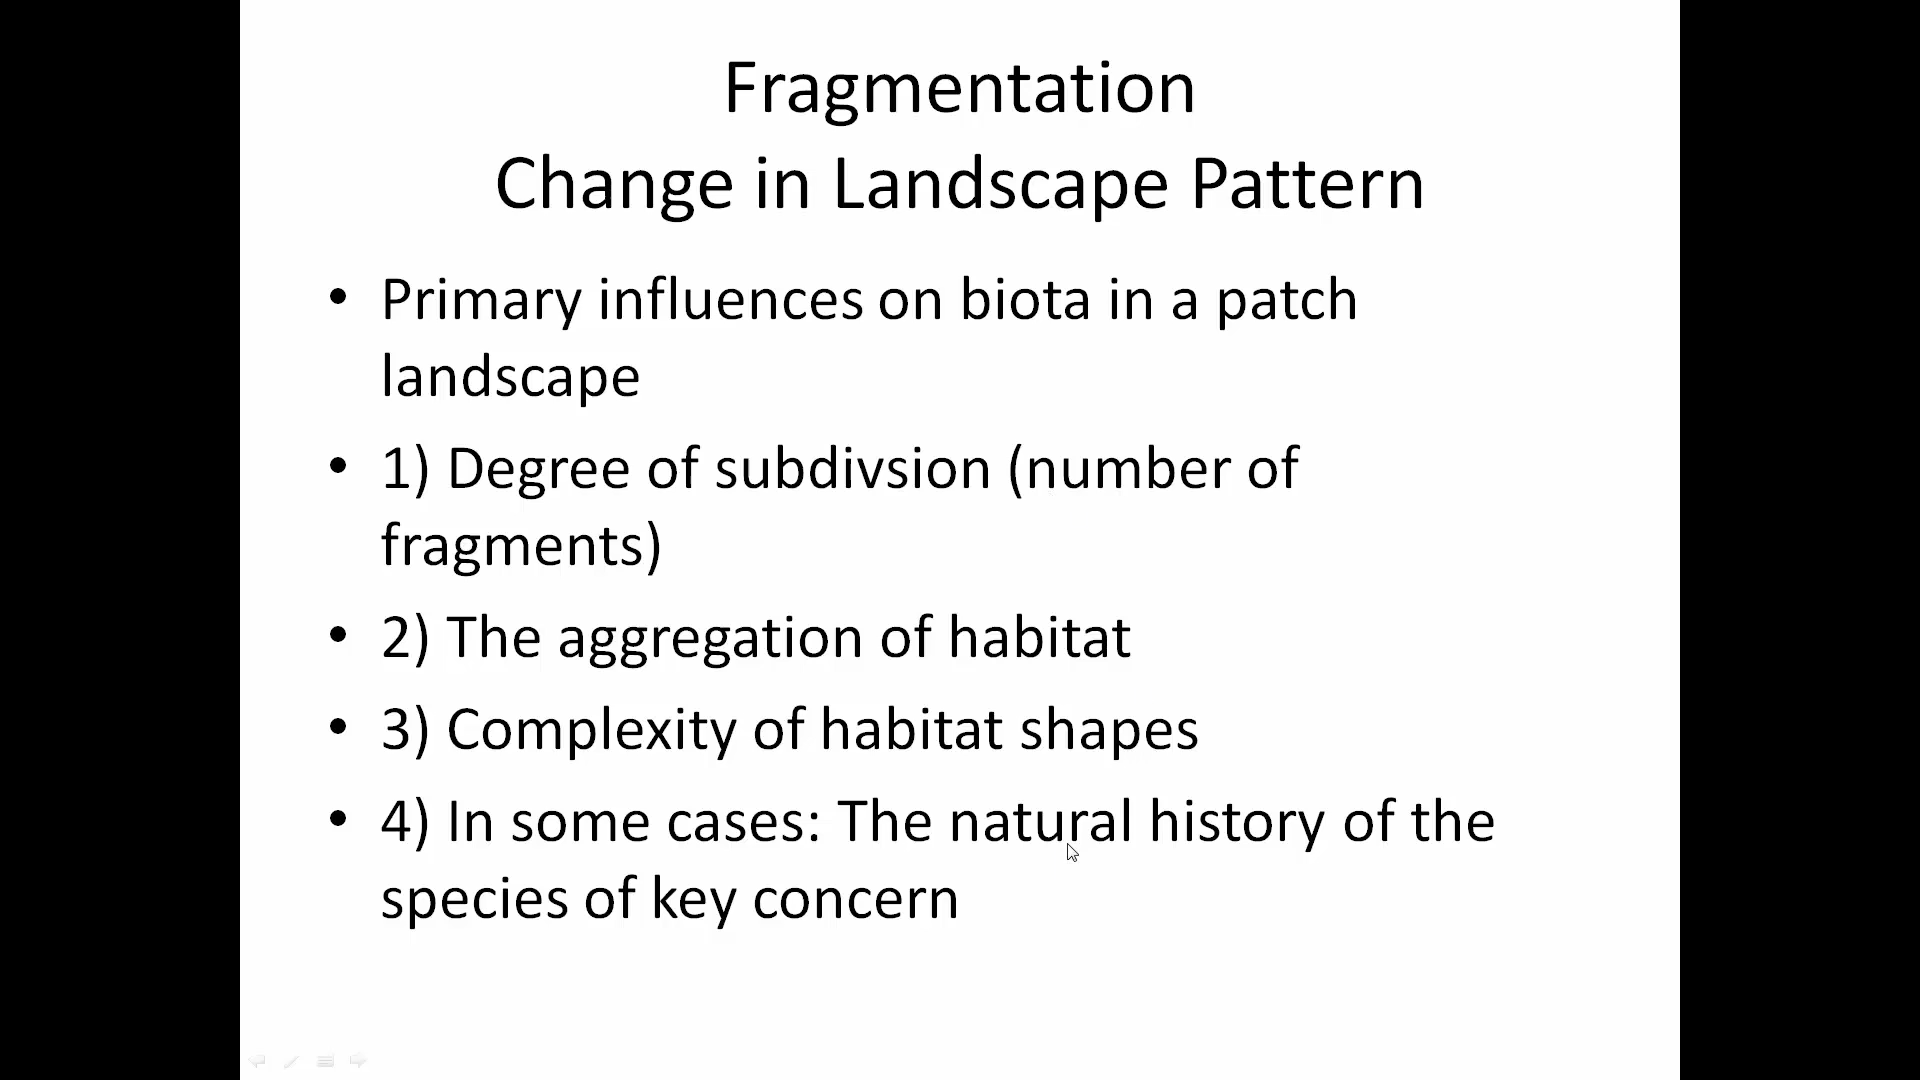 Fragmentation
Change in Landscape Pattern
• Primary influences on biota in a patch
landscape
• 1) Degree of subdivsion (number of
fragments)
• 2) The aggregation of habitat
• 3) Complexity of habitat shapes
• 4) In some cases: The natural history of the
species of key concern